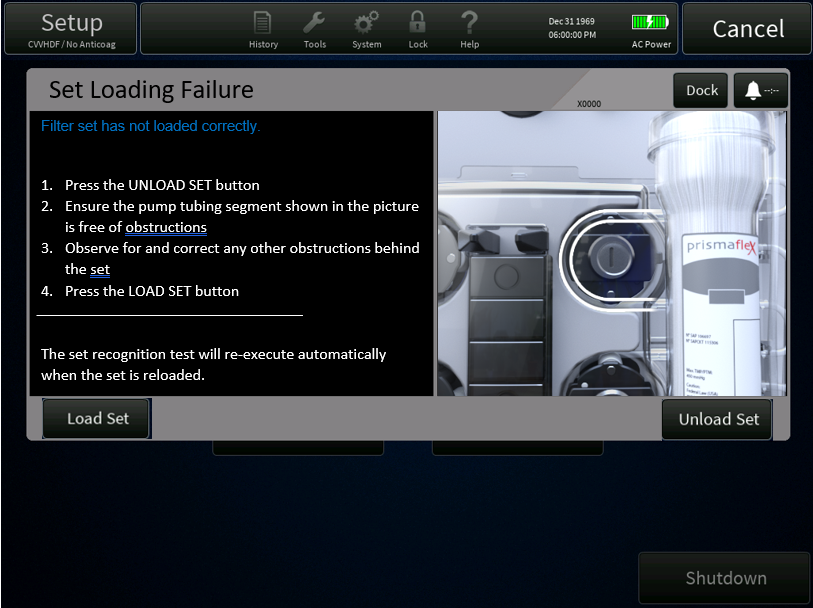 Setup
CVVHDF / No Anticoag
History
Tools
System
Lock
Help
Dec 31 1969
06:00:00 PM
AC Power
Cancel
Set Loading Failure
X0000
Dock
--:--
Filter set has not loaded correctly.
1. Press the UNLOAD SET button
2. Ensure the pump tubing segment shown in the picture
is free of obstructions
3. Observe for and correct any other obstructions behind
the set
4. Press the LOAD SET button
The set recognition test will re-execute automatically
when the set is reloaded.
prismaflex
Load Set
Unload Set
Shutdown